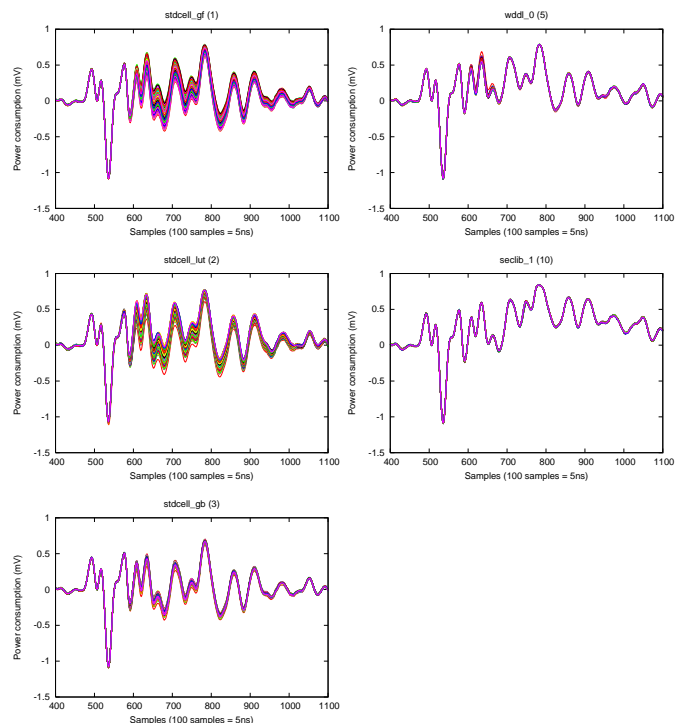 stdcell_gf (1)
Power consumption (mV)
1
0.5
0
-0.5
-1
-1.5
400 500 600 700 800 900 1000 1100
Samples (100 samples = 5ns)
wddl_0 (5)
Power consumption (mV)
1
0.5
0
-0.5
-1
-1.5
400 500 600 700 800 900 1000 1100
Samples (100 samples = 5ns)
stdcell_lut (2)
Power consumption (mV)
1
0.5
0
-0.5
-1
-1.5
400 500 600 700 800 900 1000 1100
Samples (100 samples = 5ns)
seclib_1 (10)
Power consumption (mV)
1
0.5
0
-0.5
-1
-1.5
400 500 600 700 800 900 1000 1100
Samples (100 samples = 5ns)
stdcell_gb (3)
Power consumption (mV)
1
0.5
0
-0.5
-1
-1.5
400 500 600 700 800 900 1000 1100
Samples (100 samples = 5ns)